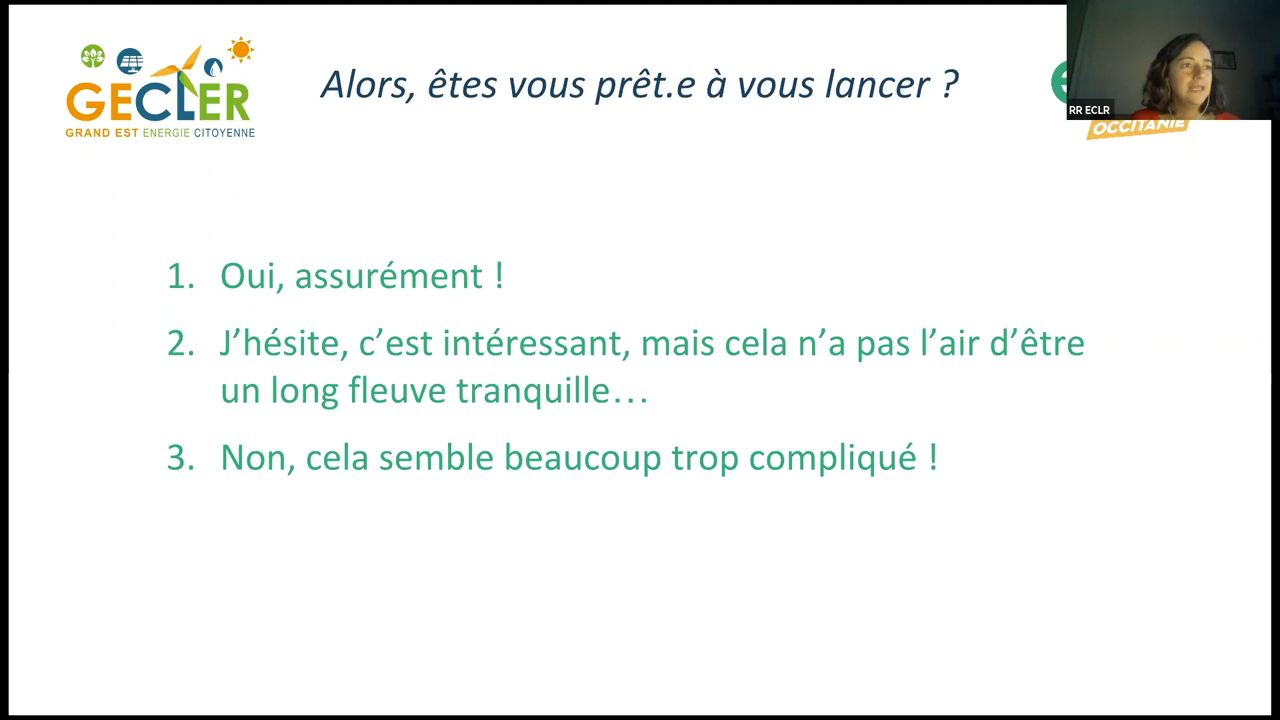 GECLER
GRAND EST ENERGIE CITOYENNE
Alors, êtes vous prêt.e à vous lancer ?
RR ECLR
OCCITANIE
1. Oui, assurément !
2. J’hésite, c’est intéressant, mais cela n’a pas l’air d’être
un long fleuve tranquille…
3. Non, cela semble beaucoup trop compliqué !